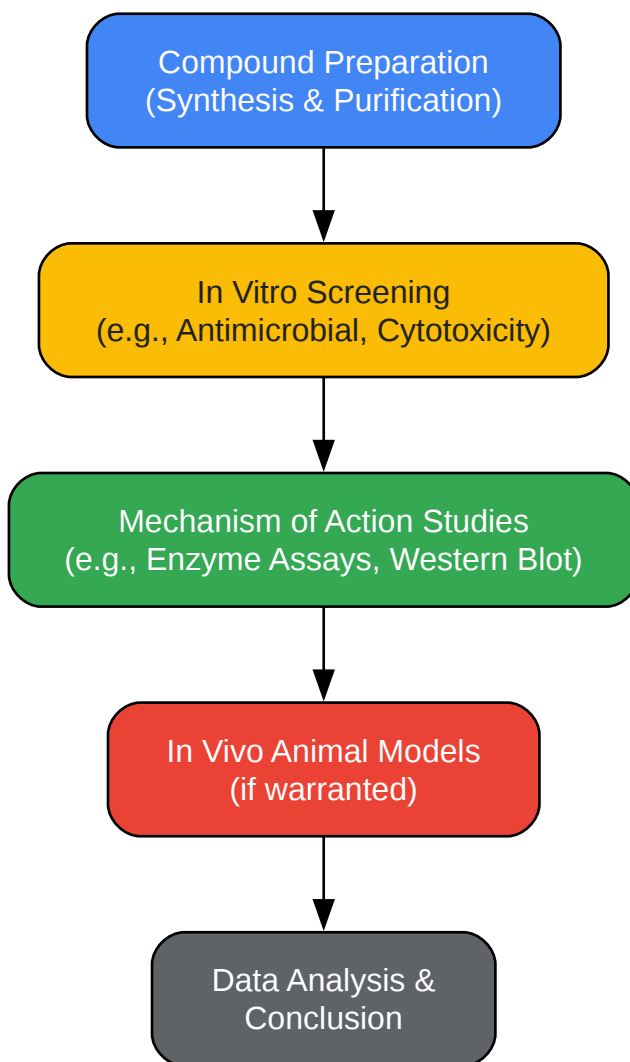 Compound Preparation
(Synthesis & Purification)
In Vitro Screening
(e.g., Antimicrobial, Cytotoxicity)
Mechanism of Action Studies
(e.g., Enzyme Assays, Western Blot)
In Vivo Animal Models
(if warranted)
Data Analysis &
Conclusion